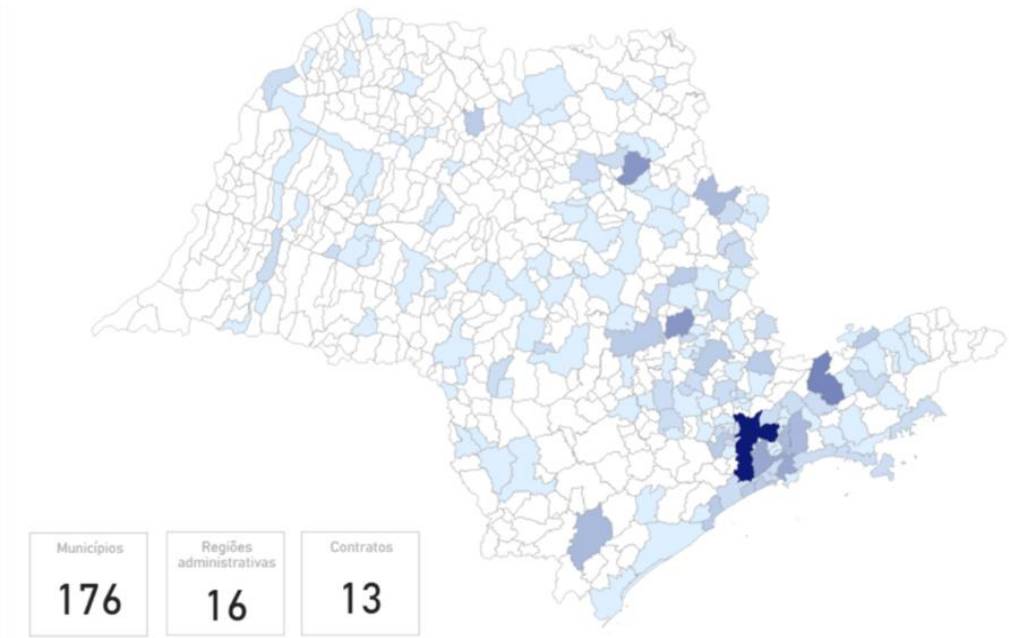 Municípios
176
Regiões
administrativas
16
Contratos
13